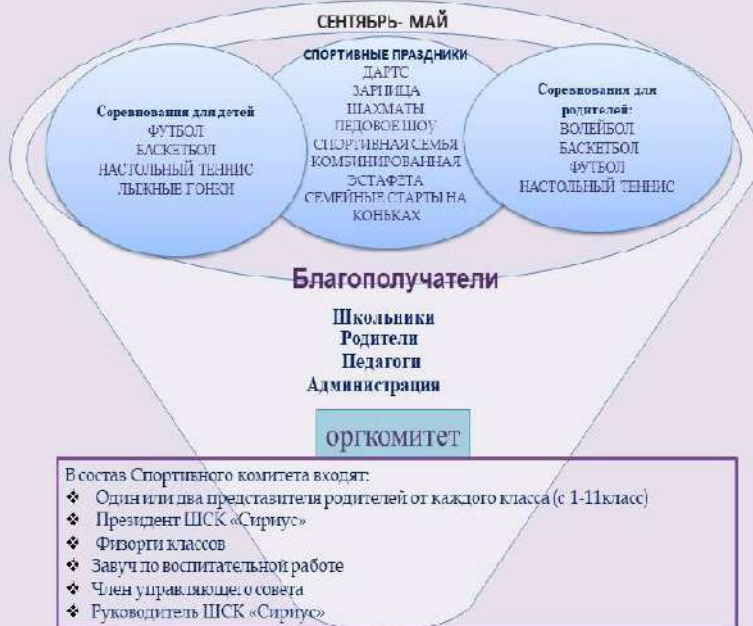 СЕНТЯБРЬ- МАЙ
Соревнования для детей
ФУТБОЛ
БАСКЕТБОЛ
НАСТОЛЬНЫЙ ТЕННИС
ЛЫЖНЫЕ ГОНКИ
СПОРТИВНЫЕ ПРАЗДНИКИ
ДАРТС
ЗАРНИЦА
ШАХМАТЫ
ЛЕДОВОЕ ШОУ
СПОРТИВНАЯ СЕМЬЯ
КОМБИНИРОВАННАЯ
ЭСТАФЕТА
СЕМЕЙНЫЕ СТАРТЫ НА
КОНЬКАХ
Соревнования для
родителей:
ВОЛЕЙБОЛ
БАСКЕТБОЛ
ФУТБОЛ
НАСТОЛЬНЫЙ ТЕННИС
Благополучатели
Школьники
Родители
Педагоги
Администрация
оргкомитет
В состав Спортивного комитета входят:
❖ Один или два представителя родителей от каждого класса (с 1-11класс)
❖ Президент ШСК «Сириус»
❖ Физорги классов
❖ Завуч по воспитательной работе
❖ Член управляющего совета
❖ Руководитель ШСК «Сириус»